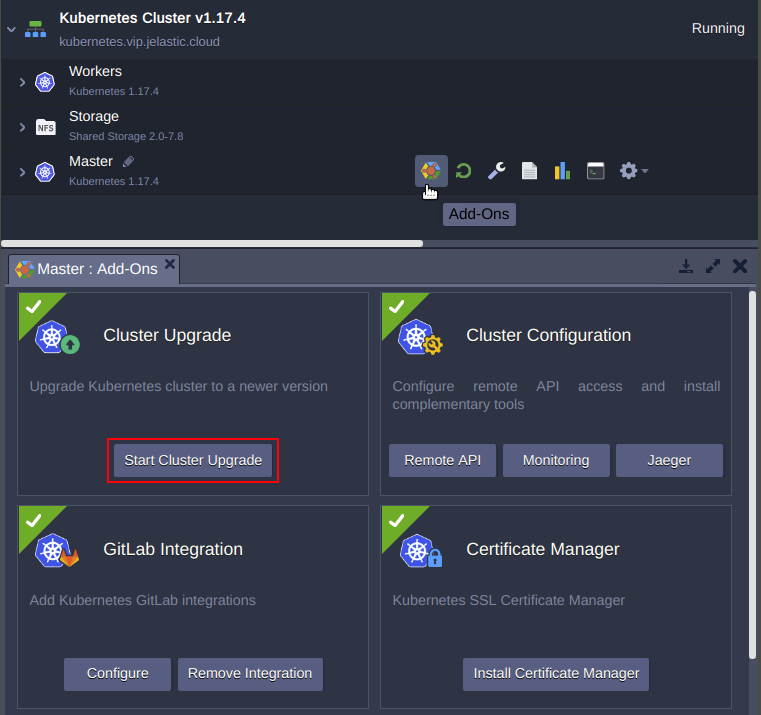 Kubernetes Cluster v1.17.4
kubernetes.vip.jelastic.cloud
Running
Workers
Kubernetes 1.17.4
Storage
NFS
Shared Storage 2.0-7.8
Master
Kubernetes 1.17.4
Add-Ons
Master : Add-Ons
Cluster Upgrade
Upgrade Kubernetes cluster to a newer version
Start Cluster Upgrade
Cluster Configuration
Configure remote API access and install
complementary tools
Remote API
Monitoring
Jaeger
GitLab Integration
Add Kubernetes GitLab integrations
Configure
Remove Integration
Certificate Manager
Kubernetes SSL Certificate Manager
Install Certificate Manager